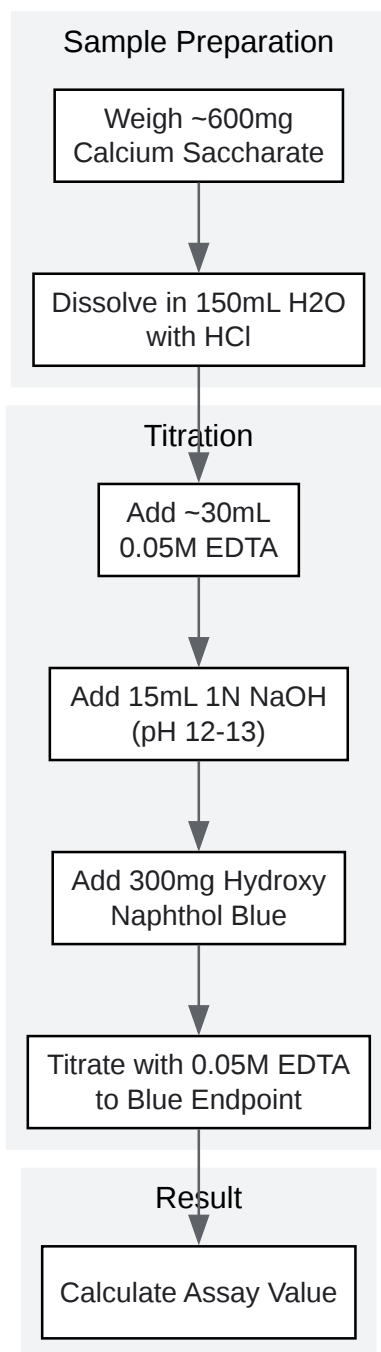 Sample Preparation
Weigh ~600mg
Calcium Saccharate
Dissolve in 150mL H2O
with HCl
Titration
Add ~30mL
0.05M EDTA
Add 15mL 1N NaOH
(pH 12-13)
Add 300mg Hydroxy
Naphthol Blue
Titrate with 0.05M EDTA
to Blue Endpoint
Result
Calculate Assay Value